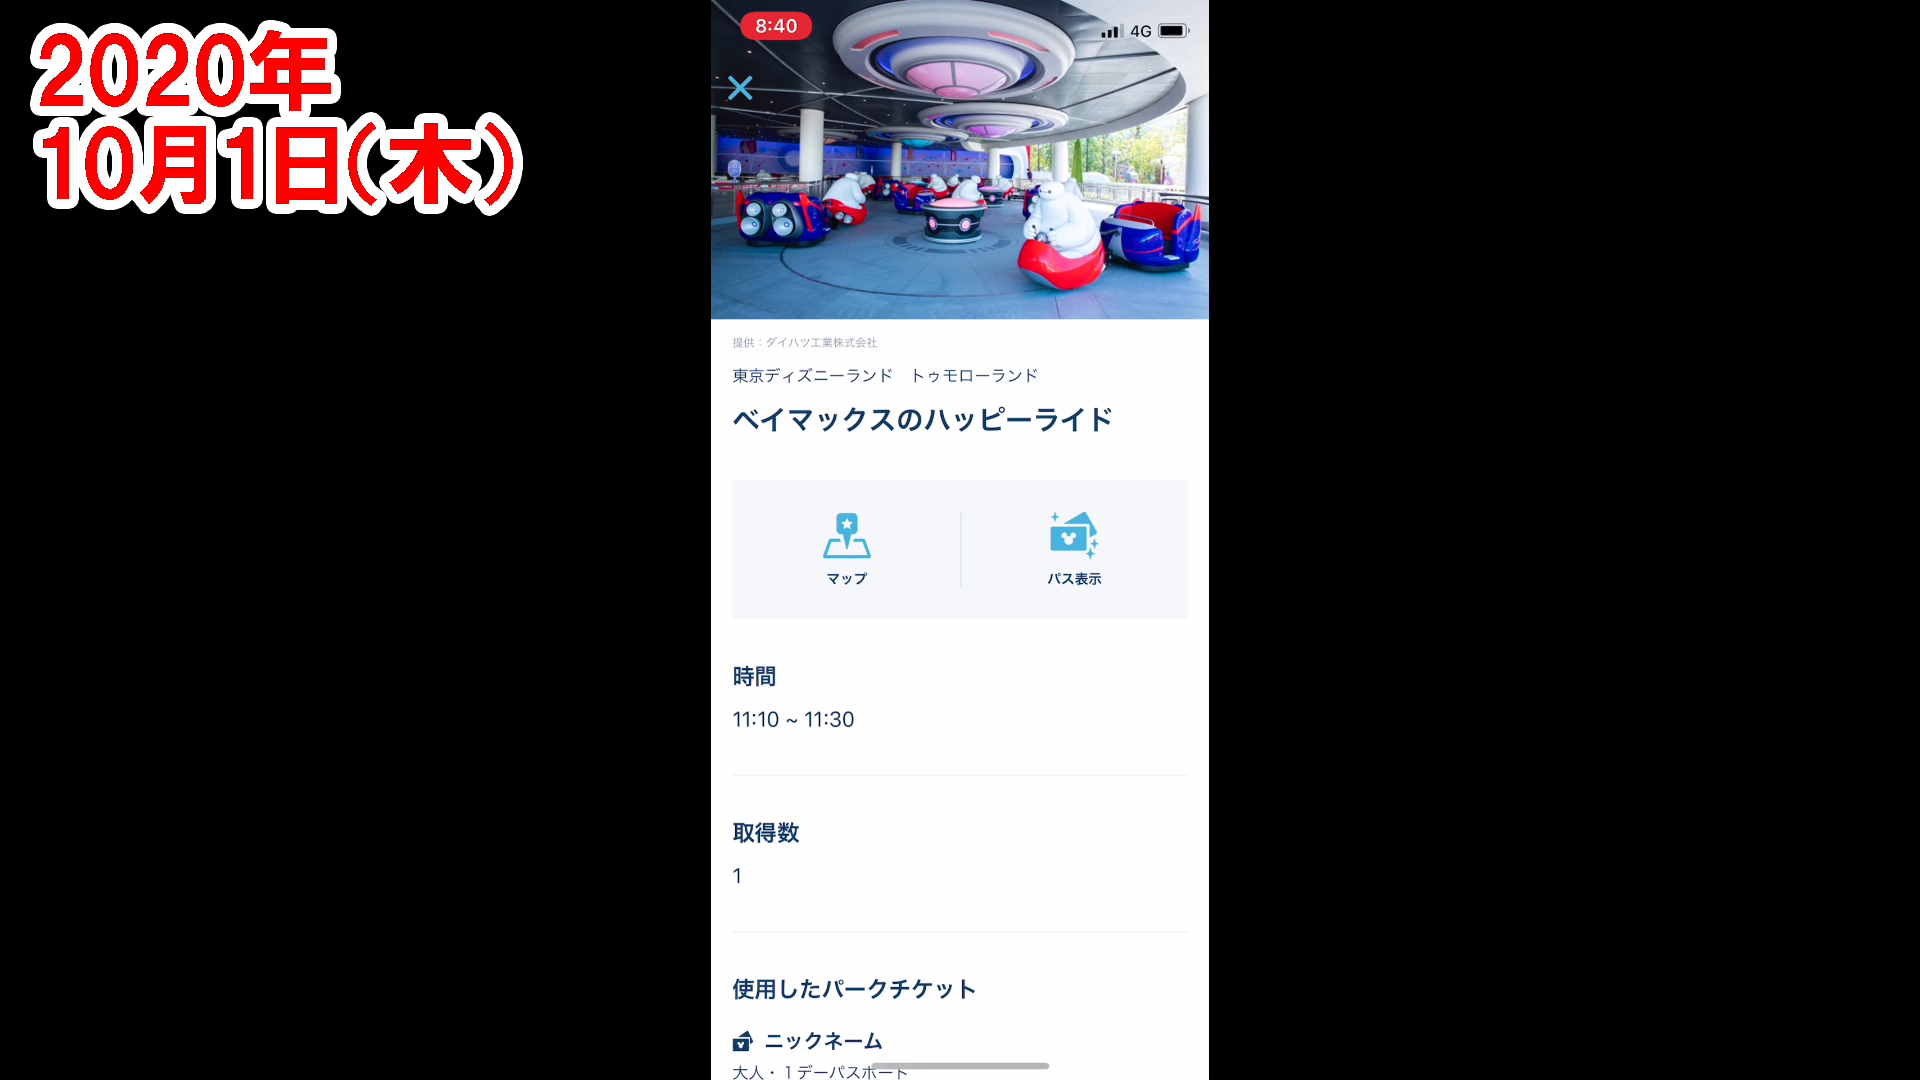 2020年
10月1日(木)
8:40
4G
提供：ダイハツ工業株式会社
東京ディズニーランド　トゥモローランド
ベイマックスのハッピーライド
マップ
パス表示
時間
11:10 ~ 11:30
取得数
1
使用したパークチケット
ニックネーム
大人・１デーパスポート